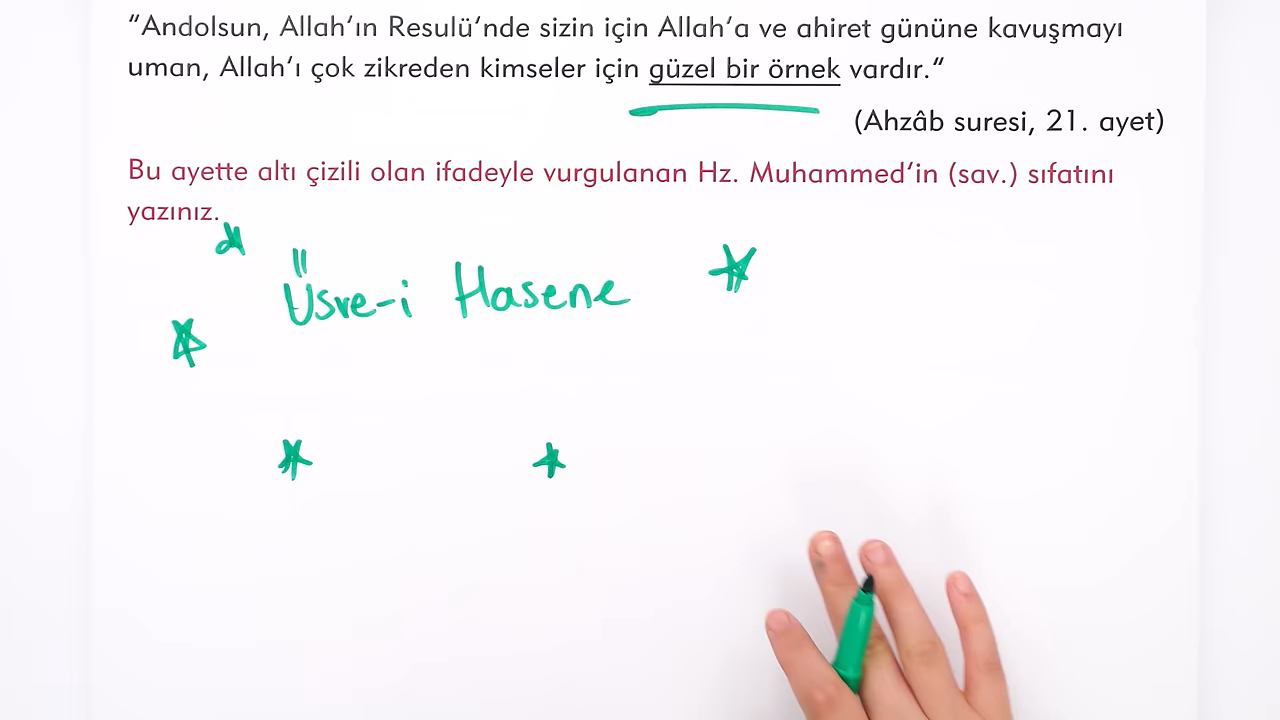 “Andolsun, Allah’ın Resulü’nde sizin için Allah’a ve ahiret gününe kavuşmayı
uman, Allah’ı çok zikreden kimseler için güzel bir örnek vardır.”
(Ahzâb suresi, 21. ayet)
Bu ayette altı çizili olan ifadeyle vurgulanan Hz. Muhammed’in (sav.) sıfatını
yazınız.
Üsve-i Hasene